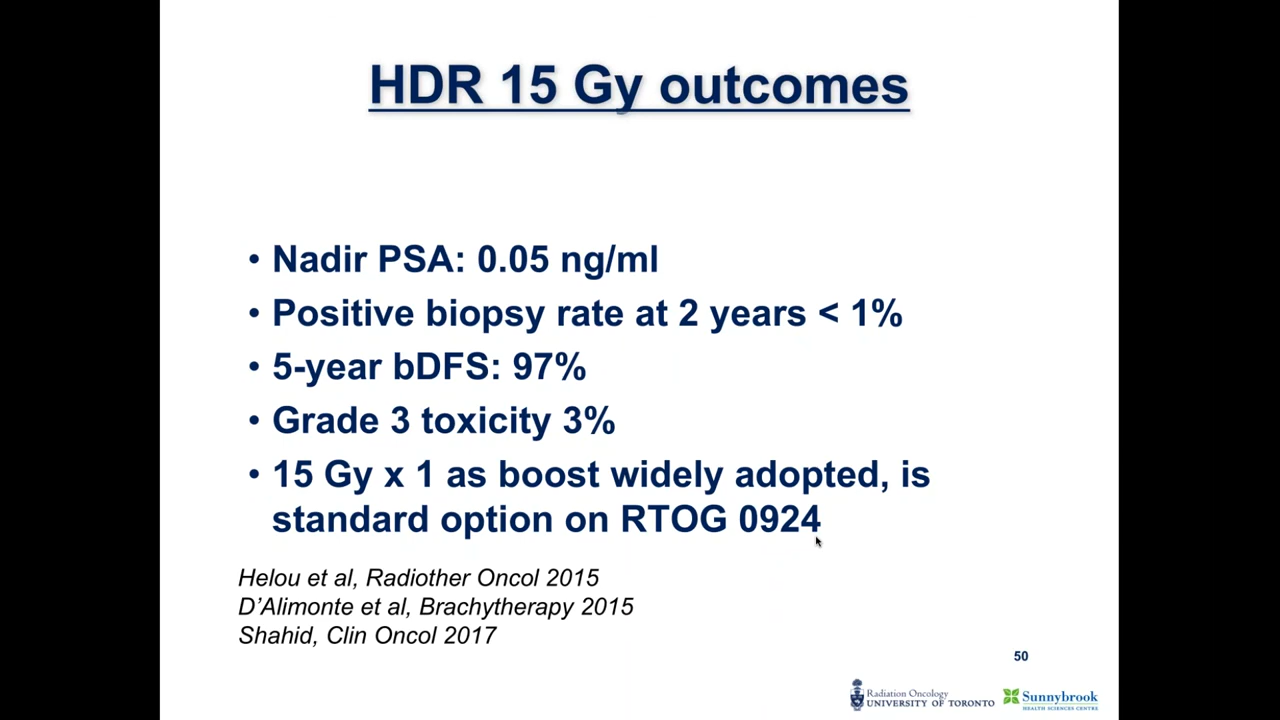 HDR 15 Gy outcomes
• Nadir PSA: 0.05 ng/ml
• Positive biopsy rate at 2 years < 1%
• 5-year bDFS: 97%
• Grade 3 toxicity 3%
• 15 Gy x 1 as boost widely adopted, is
standard option on RTOG 0924
Helou et al, Radiother Oncol 2015
D’Alimonte et al, Brachytherapy 2015
Shahid, Clin Oncol 2017
50
Radiation Oncology
UNIVERSITY OF TORONTO
Sunnybrook
HEALTH SCIENCES CENTRE